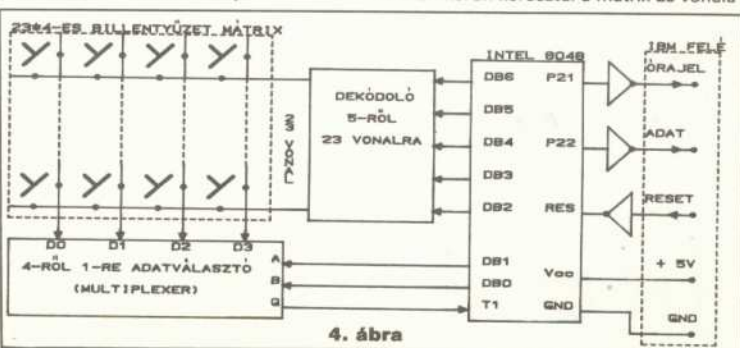 23*4-ES BILLENTYŰZET MÁTRIX
23 VONAL
DEKÓDOLÓ
5-RŐL
23 VONALRA
INTEL 8048
DB6
DB5
DB4
DB3
DB2
DB1
DB0
T1
P21
P22
RES
Vcc
GND
IBM FELÉ
ÓRAJEL
ADAT
RESET
+ 5V
GND
D0 D1 D2 D3
4-RŐL 1-RE ADATVÁLASZTÓ
(MULTIPLEXER)
A
B
Q
4. ábra